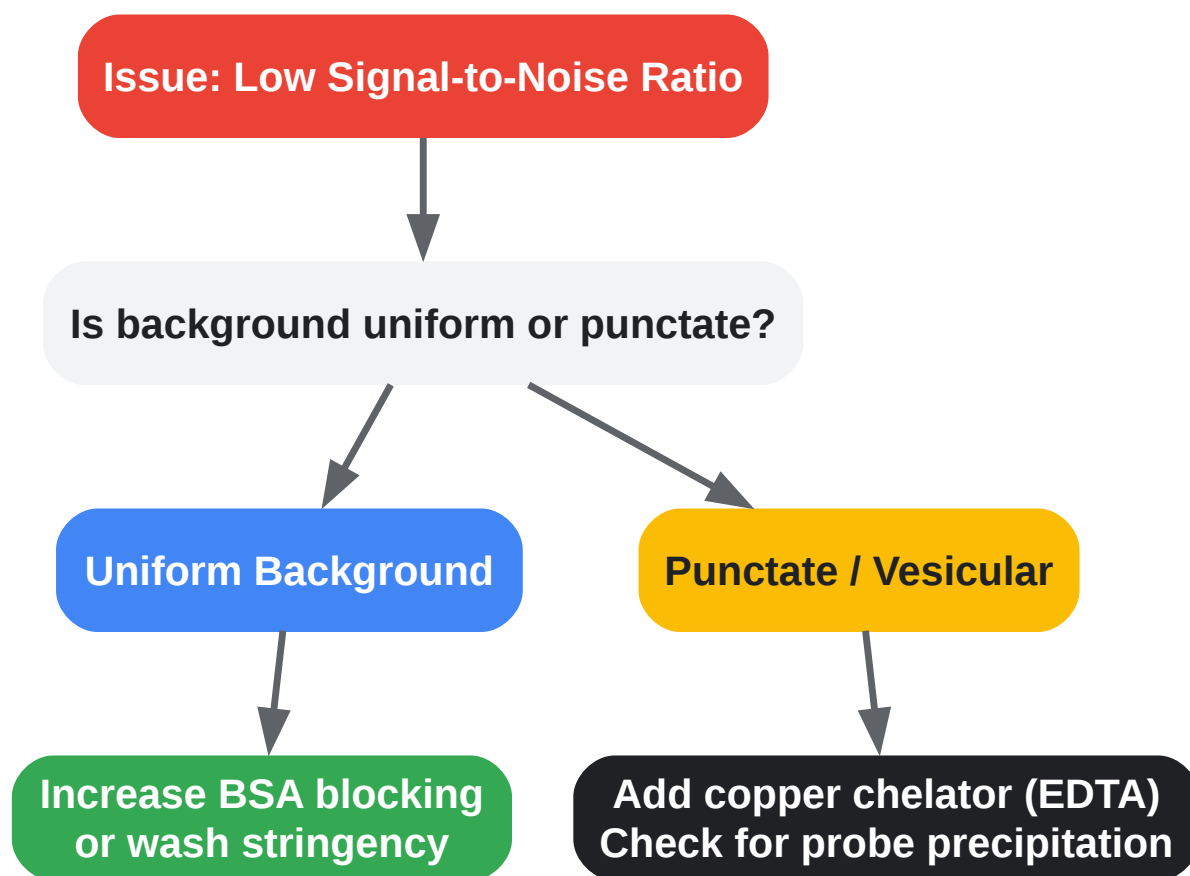 Issue: Low Signal-to-Noise Ratio
Is background uniform or punctate?
Uniform Background
Punctate / Vesicular
Increase BSA blocking
or wash stringency
Add copper chelator (EDTA)
Check for probe precipitation